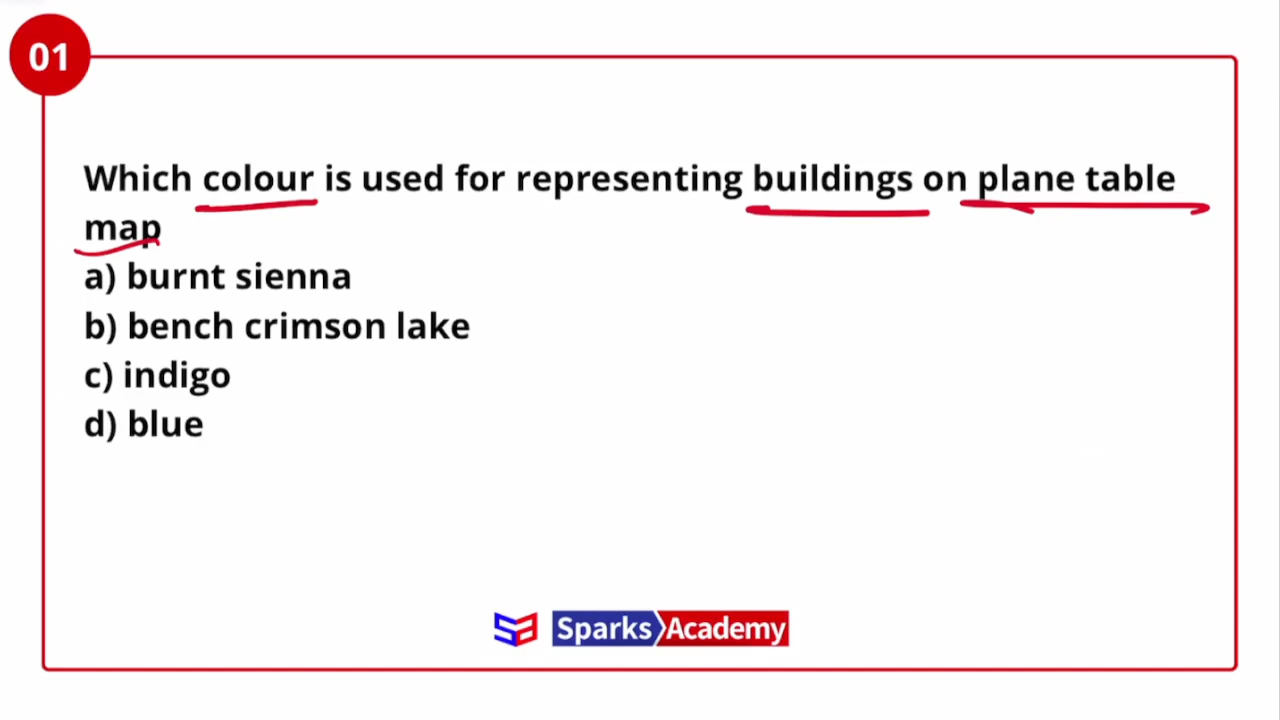 01
Which colour is used for representing buildings on plane table
map
a) burnt sienna
b) bench crimson lake
c) indigo
d) blue
SA Sparks Academy